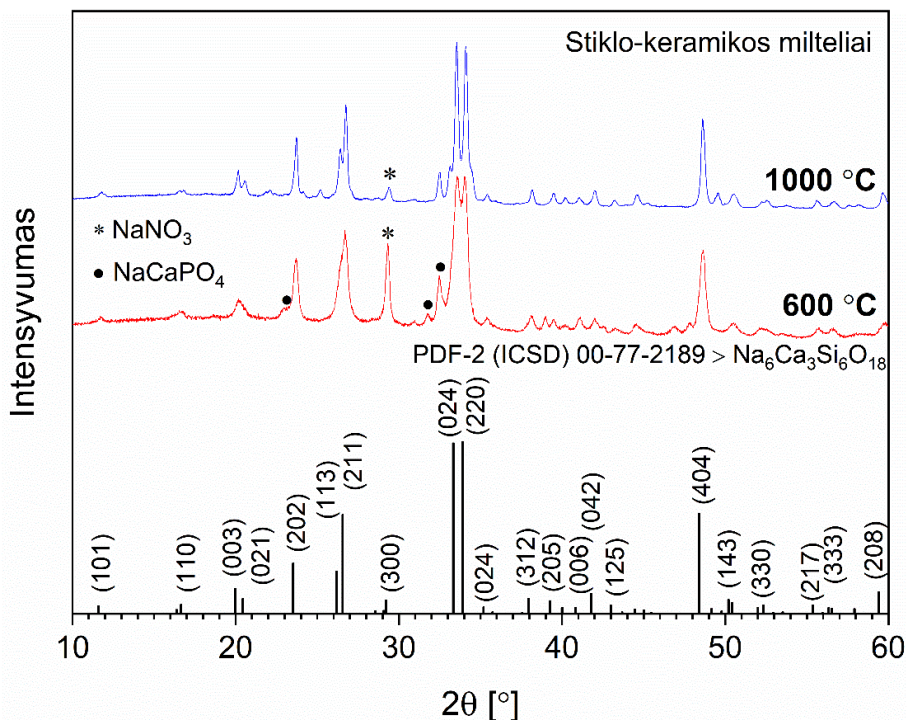 Stiklo-keramikos milteliai
*
1000 °C
* NaNO₃
*
● NaCaPO₄
600 °C
PDF-2 (ICSD) 00-77-2189 > Na₆Ca₃Si₆O₁₈
Intensyvumas
(101)
(110)
(003)
(021)
(202)
(113)
(211)
(300)
(024)
(220)
(024)
(312)
(205)
(006)
(042)
(125)
(404)
(143)
(330)
(217)
(333)
(208)
10 20 30 40 50 60
2θ [°]